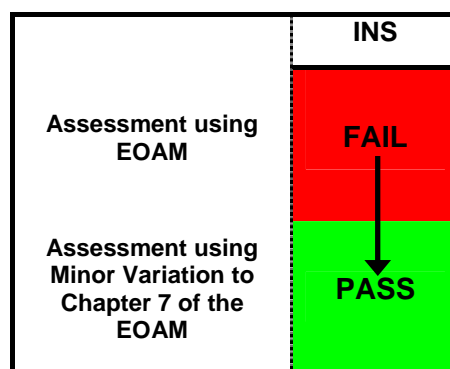 INS
Assessment using
EOAM
FAIL
Assessment using
Minor Variation to
Chapter 7 of the
EOAM
PASS